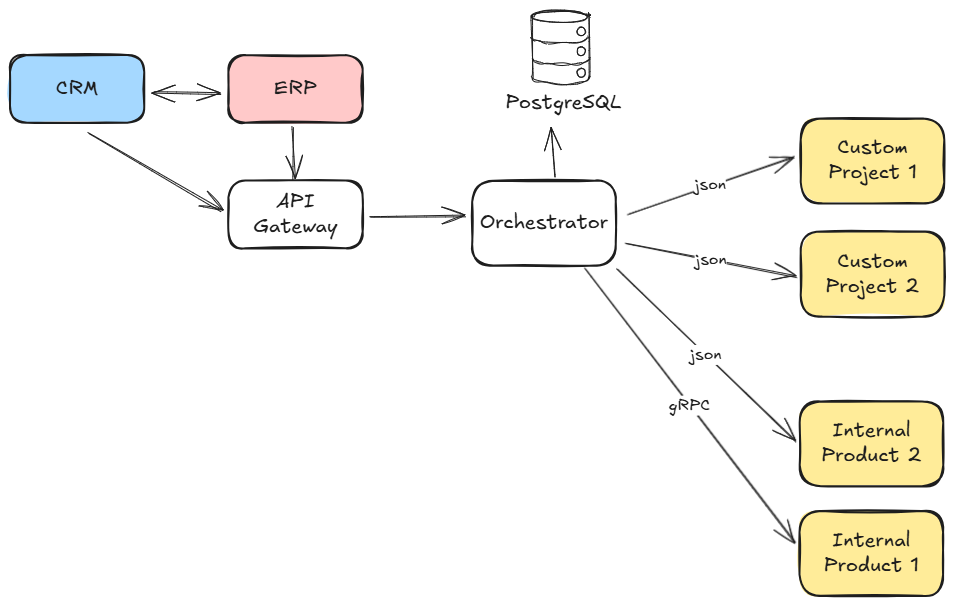 CRM
ERP
API
Gateway
PostgreSQL
Orchestrator
json
json
json
gRPC
Custom
Project 1
Custom
Project 2
Internal
Product 2
Internal
Product 1